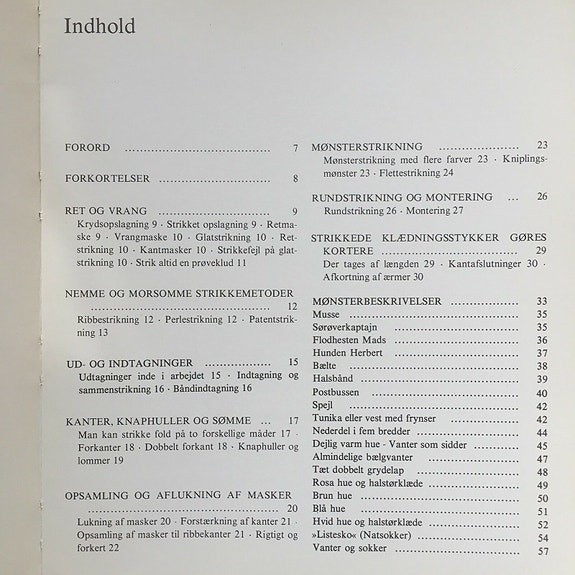 Indhold
FORORD .............................. 7
FORKORTELSER ......................... 8
RET OG VRANG ......................... 9
Krydsopslagning 9 · Strikket opslagning 9 · Retma-
ske 9 · Vrangmaske 10 · Glatstrikning 10 · Ret-
strikning 10 · Kantmasker 10 · Strikkefejl på glat-
strikning 10 · Strik altid en prøveklud 11
NEMME OG MORSOMME STRIKKEMETODER
........................................ 12
Ribbestrikning 12 · Perlestrikning 12 · Patentstrik-
ning 13
UD- OG INDTAGNINGER ................ 15
Udtagninger inde i arbejdet 15 · Indtagning og
sammenstrikning 16 · Båndindtagning 16
KANTER, KNAPHULLER OG SØMME ... 17
Man kan strikke fold på to forskellige måder 17 ·
Forkanter 18 · Dobbelt forkant 18 · Knaphuller og
lommer 19
OPSAMLING OG AFLUKNING AF MASKER
........................................ 20
Lukning af masker 20 · Forstærkning af kanter 21 ·
Opsamling af masker til ribbekanter 21 · Rigtigt og
forkert 22
MØNSTERSTRIKNING ..................... 23
Mønsterstrikning med flere farver 23 · Kniplings-
mønster 23 · Flettestrikning 24
RUNDSTRIKNING OG MONTERING ... 26
Rundstrikning 26 · Montering 27
STRIKKEDE KLÆDNINGSSTYKKER GØRES
KORTERE ................................ 29
Der tages af længden 29 · Kantafslutninger 30 ·
Afkortning af ærmer 30
MØNSTERBESKRIVELSER ................ 33
Musse ................................ 35
Sørøverkaptajn ........................ 35
Flodhesten Mads ....................... 36
Hunden Herbert ........................ 37
Bælte ................................ 38
Halsbånd ............................. 39
Postbussen ........................... 40
Spejl ................................ 42
Tunika eller vest med frynser ............ 42
Nederdel i fem bredder ................. 44
Dejlig varm hue - Vanter som sidder ...... 45
Almindelige bælgvanter ................. 47
Tæt dobbelt grydelap ................... 48
Rosa hue og halstørklæde ............... 49
Brun hue ............................. 50
Blå hue .............................. 51
Hvid hue og halstørklæde ............... 52
»Listesko« (Natsokker) .................. 54
Vanter og sokker ....................... 57